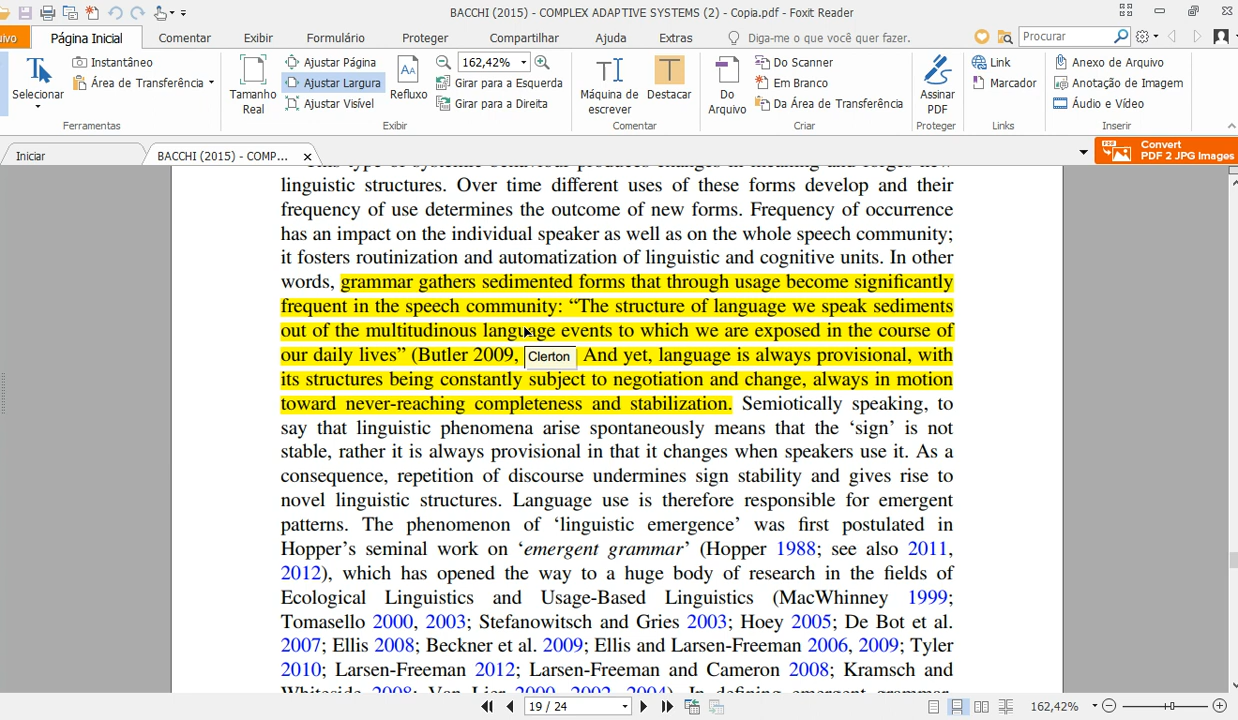 BACCHI (2015) - COMPLEX ADAPTIVE SYSTEMS (2) - Copia.pdf - Foxit Reader
Página Inicial Comentar Exibir Formulário Proteger Compartilhar Ajuda Extras Diga-me o que você quer fazer. Procurar
Selecionar
Instantâneo
Área de Transferência
Ferramentas
Tamanho Real
Ajustar Página
Ajustar Largura
Ajustar Visível
Refluxo
162,42%
Girar para a Esquerda
Girar para a Direita
Exibir
Máquina de escrever
Destacar
Comentar
Do Arquivo
Do Scanner
Em Branco
Da Área de Transferência
Criar
Assinar PDF
Proteger
Link
Marcador
Links
Anexo de Arquivo
Anotação de Imagem
Áudio e Vídeo
Inserir
Iniciar
BACCHI (2015) - COMP...
Convert
PDF 2 JPG Images
linguistic structures. Over time different uses of these forms develop and their
frequency of use determines the outcome of new forms. Frequency of occurrence
has an impact on the individual speaker as well as on the whole speech community;
it fosters routinization and automatization of linguistic and cognitive units. In other
words, grammar gathers sedimented forms that through usage become significantly
frequent in the speech community: “The structure of language we speak sediments
out of the multitudinous language events to which we are exposed in the course of
our daily lives” (Butler 2009, Clerton And yet, language is always provisional, with
its structures being constantly subject to negotiation and change, always in motion
toward never-reaching completeness and stabilization. Semiotically speaking, to
say that linguistic phenomena arise spontaneously means that the ‘sign’ is not
stable, rather it is always provisional in that it changes when speakers use it. As a
consequence, repetition of discourse undermines sign stability and gives rise to
novel linguistic structures. Language use is therefore responsible for emergent
patterns. The phenomenon of ‘linguistic emergence’ was first postulated in
Hopper’s seminal work on ‘emergent grammar’ (Hopper 1988; see also 2011,
2012), which has opened the way to a huge body of research in the fields of
Ecological Linguistics and Usage-Based Linguistics (MacWhinney 1999;
Tomasello 2000, 2003; Stefanowitsch and Gries 2003; Hoey 2005; De Bot et al.
2007; Ellis 2008; Beckner et al. 2009; Ellis and Larsen-Freeman 2006, 2009; Tyler
2010; Larsen-Freeman 2012; Larsen-Freeman and Cameron 2008; Kramsch and
19 / 24
162,42%